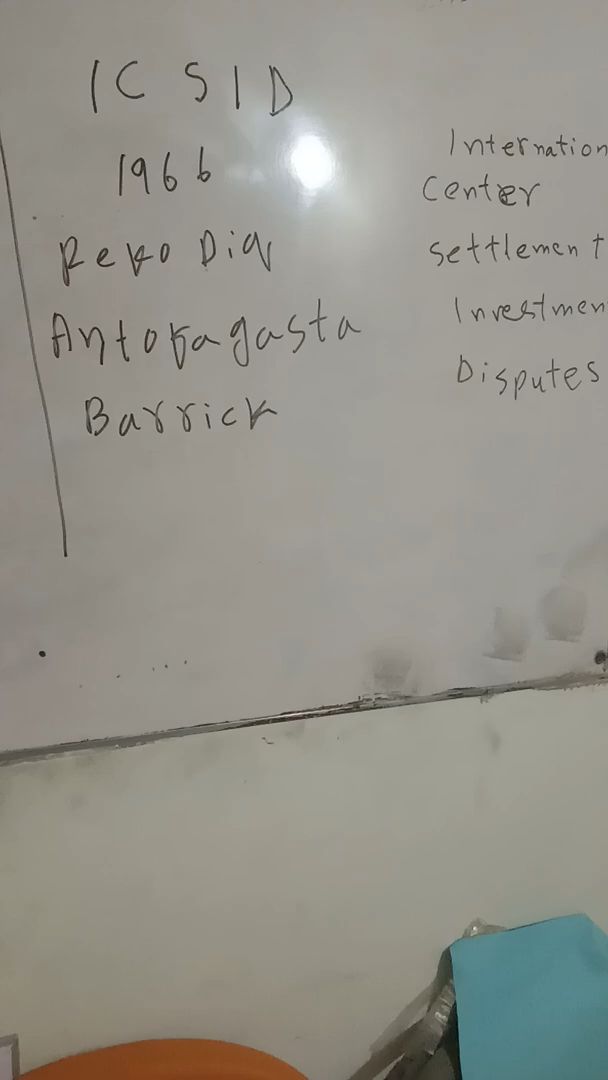 ICSID
1966
Reko Diq
Antofagasta
Barrick
Internation
Center
Settlement
Investmen
Disputes